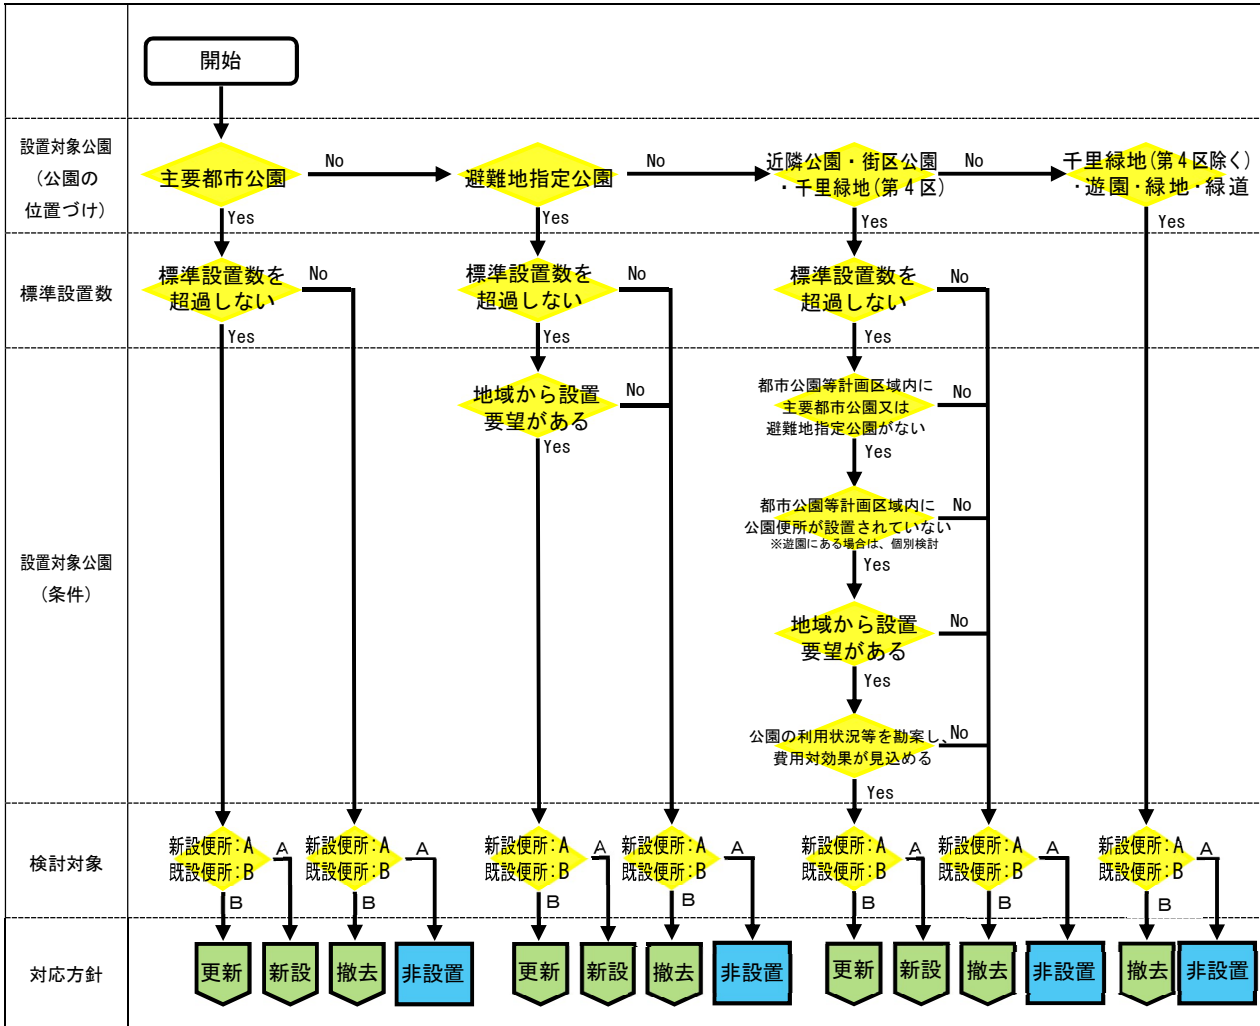 開始
設置対象公園
(公園の
位置づけ)
主要都市公園
No
避難地指定公園
No
近隣公園・街区公園
・千里緑地(第4区)
No
千里緑地(第4区除く)
・遊園・緑地・緑道
Yes
Yes
Yes
Yes
標準設置数
標準設置数を
超過しない
No
標準設置数を
超過しない
No
標準設置数を
超過しない
No
Yes
Yes
Yes
設置対象公園
(条件)
地域から設置
要望がある
No
Yes
都市公園等計画区域内に
主要都市公園又は
避難地指定公園がない
No
Yes
都市公園等計画区域内に
公園便所が設置されていない
※遊園にある場合は、個別検討
No
Yes
地域から設置
要望がある
No
Yes
公園の利用状況等を勘案し、
費用対効果が見込める
No
Yes
検討対象
新設便所:A
既設便所:B
A
B
新設便所:A
既設便所:B
A
B
新設便所:A
既設便所:B
A
B
新設便所:A
既設便所:B
A
B
新設便所:A
既設便所:B
A
B
新設便所:A
既設便所:B
A
B
新設便所:A
既設便所:B
A
B
対応方針
更新
新設
撤去
非設置
更新
新設
撤去
非設置
更新
新設
撤去
非設置
撤去
非設置